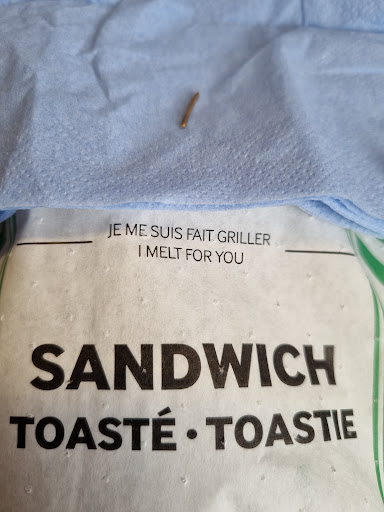 JE ME SUIS FAIT GRILLER
I MELT FOR YOU
SANDWICH
TOASTÉ • TOASTIE